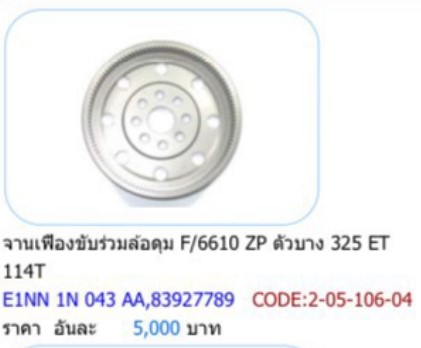 จานเฟืองขับร่วมล้อดุม F/6610 ZP ตัวบาง 325 ET
114T
E1NN 1N 043 AA,83927789 CODE:2-05-106-04
ราคา อันละ 5,000 บาท